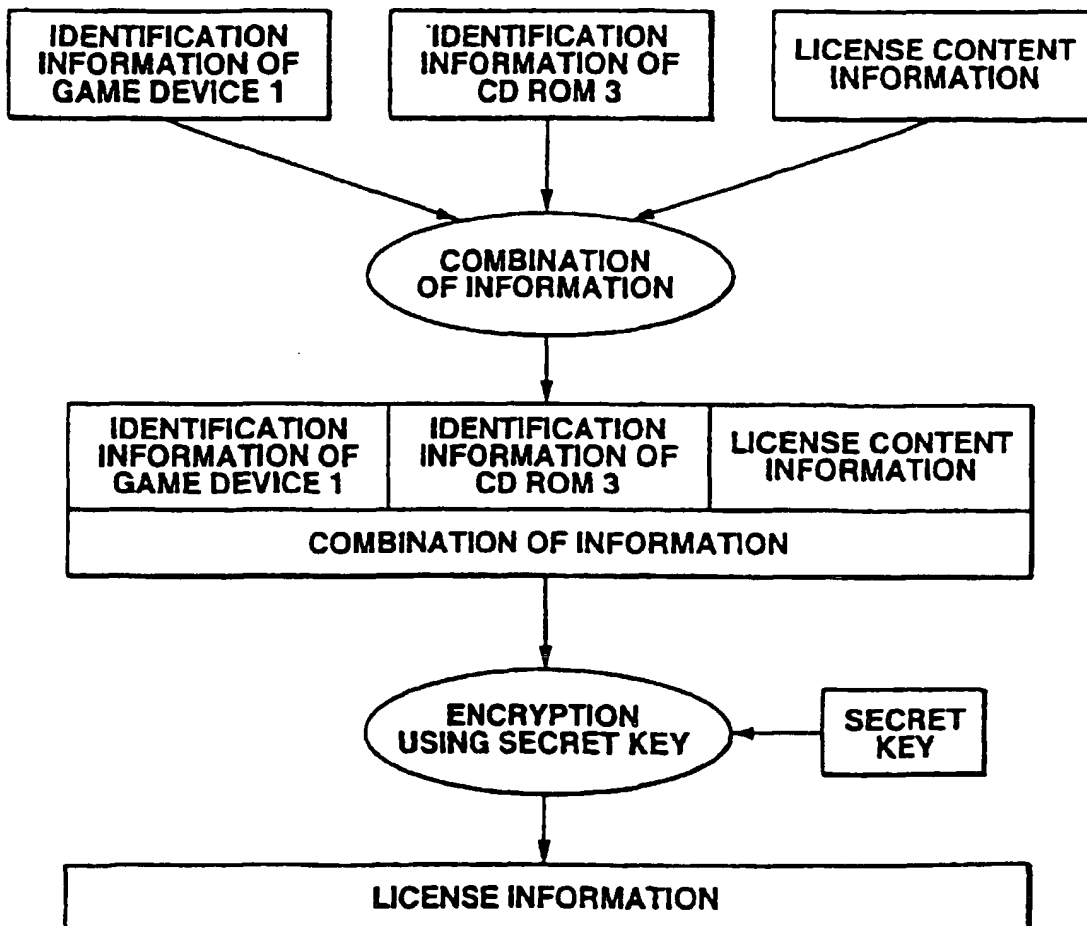 IDENTIFICATION
INFORMATION OF
GAME DEVICE 1
IDENTIFICATION
INFORMATION OF
CD ROM 3
LICENSE CONTENT
INFORMATION
COMBINATION
OF INFORMATION
IDENTIFICATION
INFORMATION OF
GAME DEVICE 1
IDENTIFICATION
INFORMATION OF
CD ROM 3
LICENSE CONTENT
INFORMATION
COMBINATION OF INFORMATION
ENCRYPTION
USING SECRET KEY
SECRET
KEY
LICENSE INFORMATION